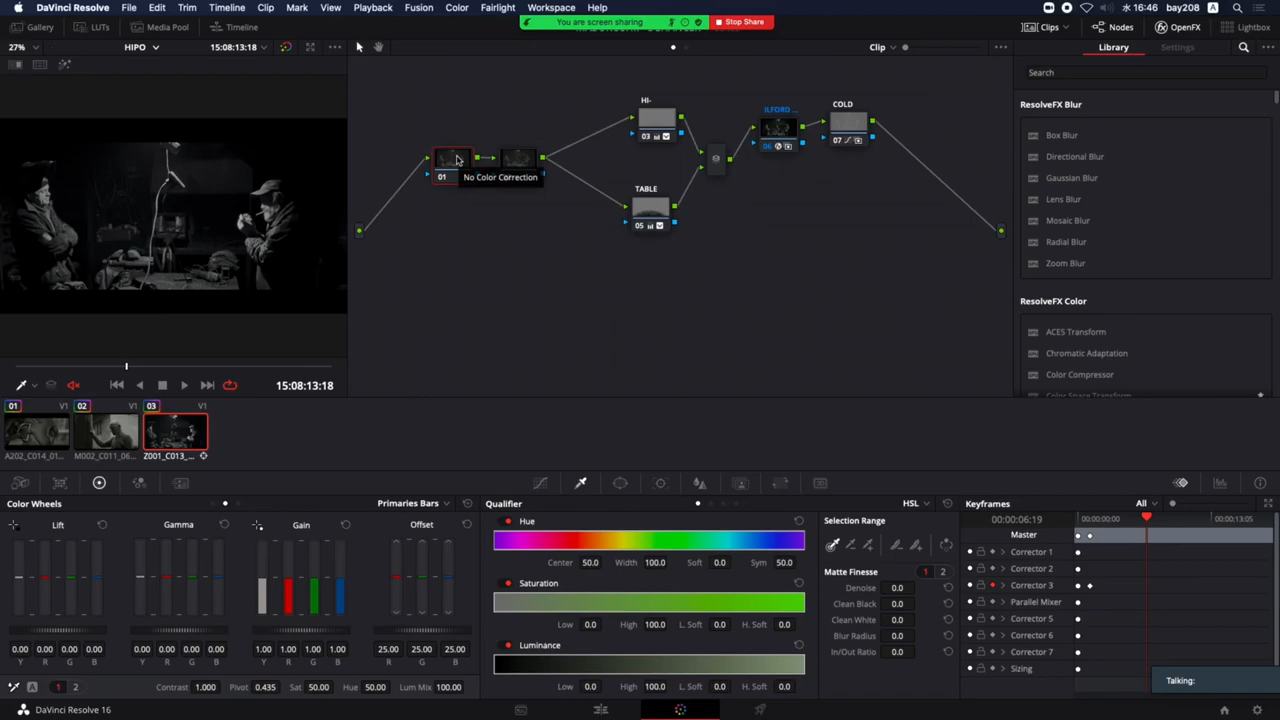 DaVinci Resolve File Edit Trim Timeline Clip Mark View Playback Fusion Color Fairlight Workspace Help
水 16:46 bay208 A
You are screen sharing Stop Share
Gallery LUTs Media Pool Timeline
Clips Nodes OpenFX Lightbox
27% HIPO 15:08:13:18
Clip
Library Settings
Search
ResolveFX Blur
Box Blur
Directional Blur
Gaussian Blur
Lens Blur
Mosaic Blur
Radial Blur
Zoom Blur
ResolveFX Color
ACES Transform
Chromatic Adaptation
Color Compressor
Color Space Transform
HI-
03
ILFORD ...
06
COLD
07
01
No Color Correction
TABLE
05
15:08:13:18
01 V1
02 V1
03 V1
A202_C014_01...
M002_C011_06...
Z001_C013_...
Color Wheels Primaries Bars
Lift Gamma Gain Offset
0.00 0.00 0.00 0.00 0.00 0.00 0.00 0.00 1.00 1.00 1.00 1.00 25.00 25.00 25.00
Y R G B Y R G B Y R G B R G B
A 1 2 Contrast 1.000 Pivot 0.435 Sat 50.00 Hue 50.00 Lum Mix 100.00
Qualifier HSL
Hue
Center 50.0 Width 100.0 Soft 0.0 Sym 50.0
Saturation
Low 0.0 High 100.0 L. Soft 0.0 H. Soft 0.0
Luminance
Low 0.0 High 100.0 L. Soft 0.0 H. Soft 0.0
Selection Range
Matte Finesse 1 2
Denoise 0.0
Clean Black 0.0
Clean White 0.0
Blur Radius 0.0
In/Out Ratio 0.0
Keyframes All
00:00:06:19 00:00:00:00 00:00:13:05
Master
Corrector 1
Corrector 2
Corrector 3
Parallel Mixer
Corrector 5
Corrector 6
Corrector 7
Sizing
Talking:
DaVinci Resolve 16